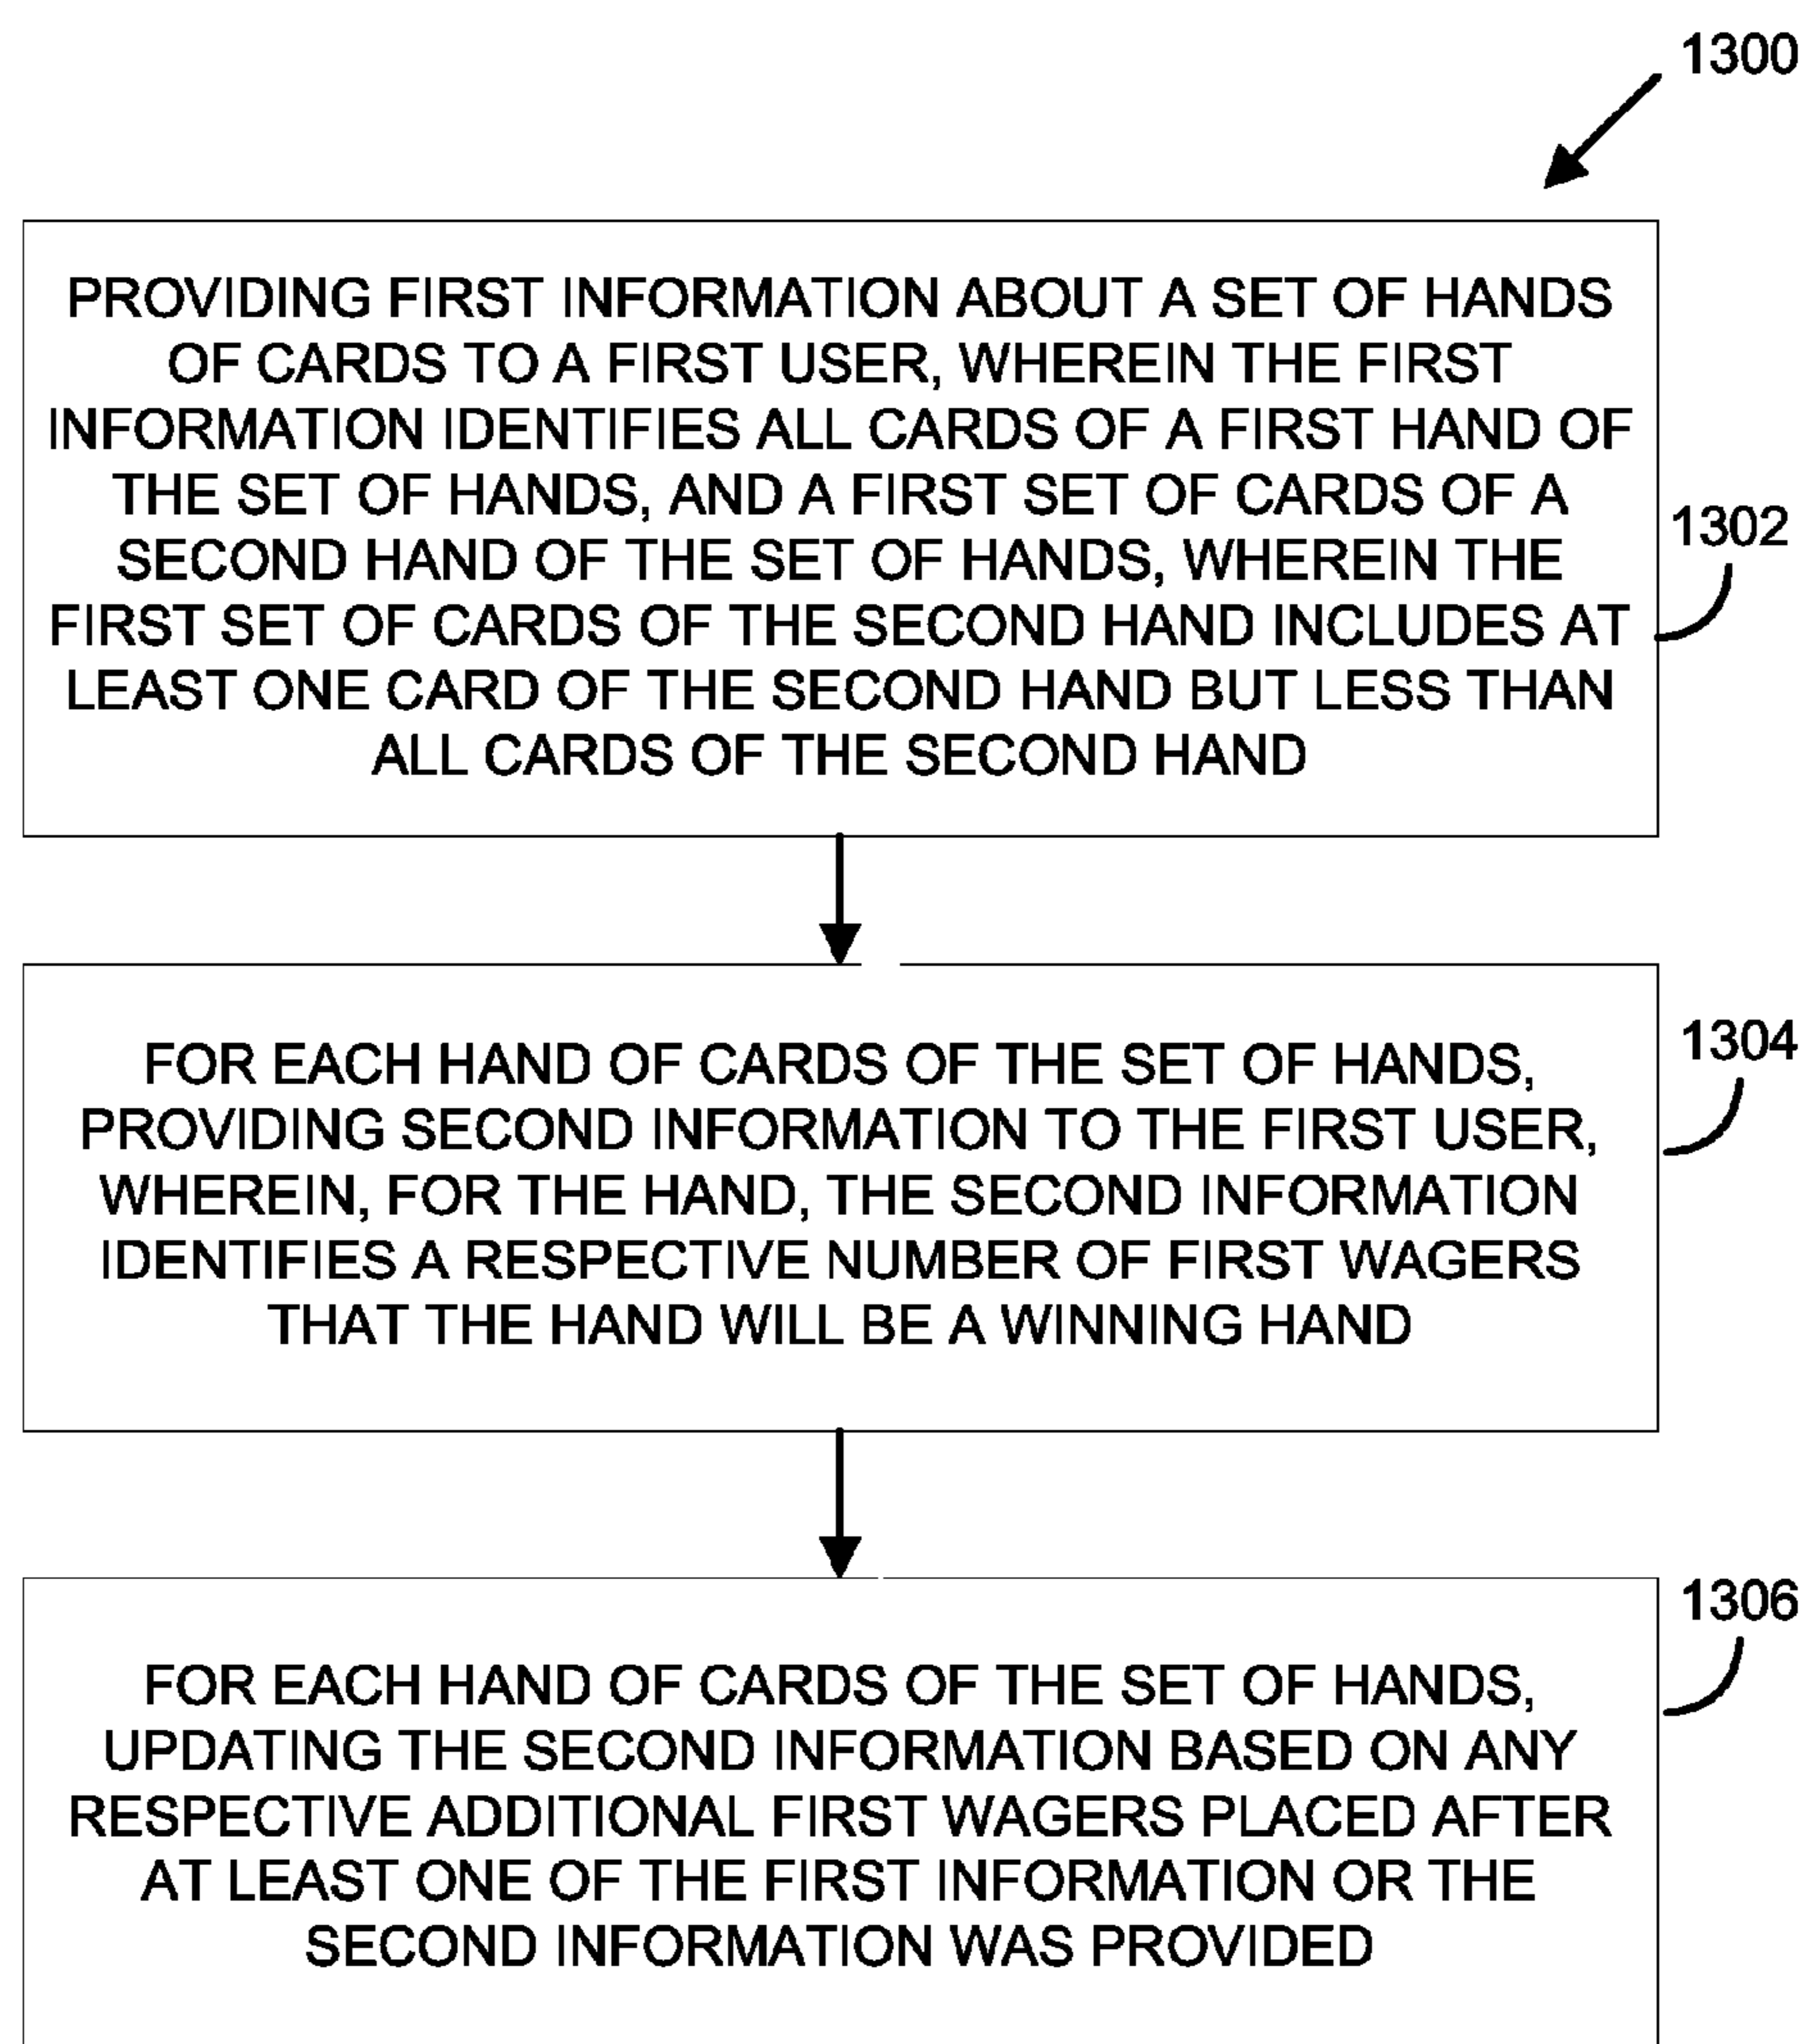 1300
PROVIDING FIRST INFORMATION ABOUT A SET OF HANDS
OF CARDS TO A FIRST USER, WHEREIN THE FIRST
INFORMATION IDENTIFIES ALL CARDS OF A FIRST HAND OF
THE SET OF HANDS, AND A FIRST SET OF CARDS OF A
SECOND HAND OF THE SET OF HANDS, WHEREIN THE
FIRST SET OF CARDS OF THE SECOND HAND INCLUDES AT
LEAST ONE CARD OF THE SECOND HAND BUT LESS THAN
ALL CARDS OF THE SECOND HAND
1302
FOR EACH HAND OF CARDS OF THE SET OF HANDS,
PROVIDING SECOND INFORMATION TO THE FIRST USER,
WHEREIN, FOR THE HAND, THE SECOND INFORMATION
IDENTIFIES A RESPECTIVE NUMBER OF FIRST WAGERS
THAT THE HAND WILL BE A WINNING HAND
1304
FOR EACH HAND OF CARDS OF THE SET OF HANDS,
UPDATING THE SECOND INFORMATION BASED ON ANY
RESPECTIVE ADDITIONAL FIRST WAGERS PLACED AFTER
AT LEAST ONE OF THE FIRST INFORMATION OR THE
SECOND INFORMATION WAS PROVIDED
1306